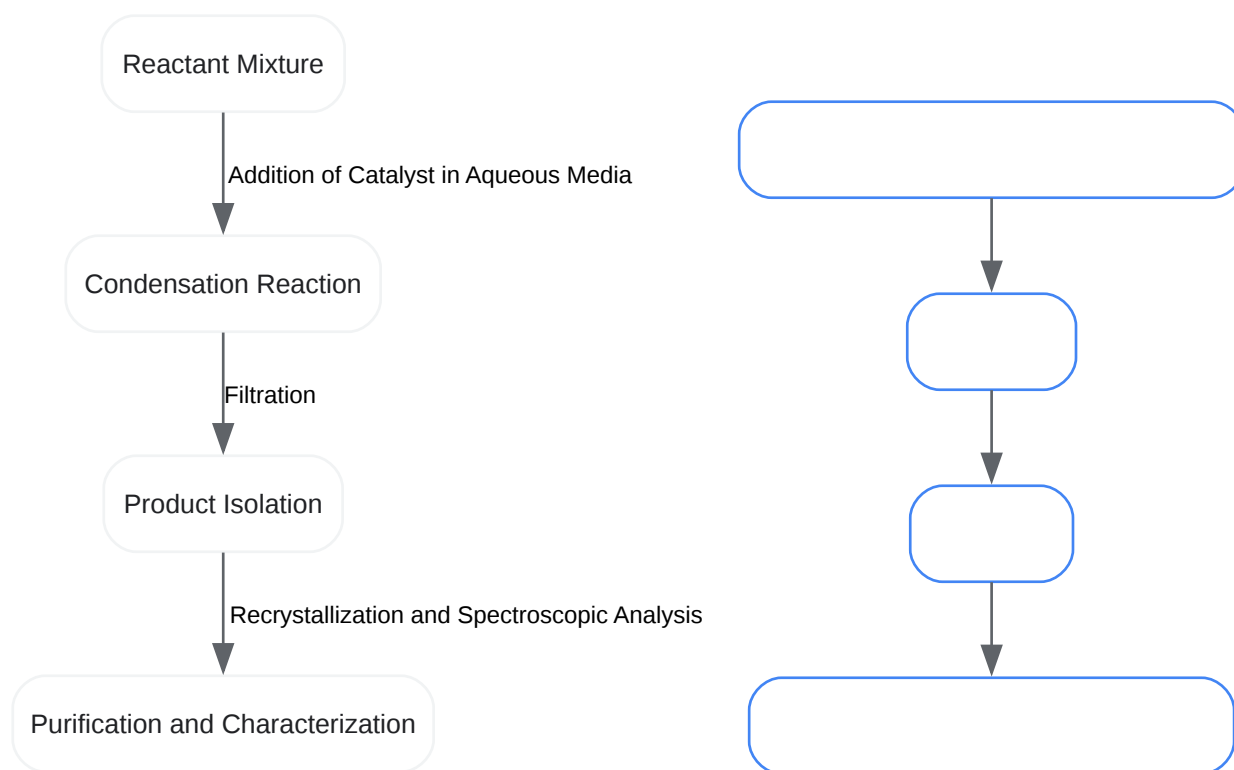 Reactant Mixture
Addition of Catalyst in Aqueous Media
Condensation Reaction
Filtration
Product Isolation
Recrystallization and Spectroscopic Analysis
Purification and Characterization